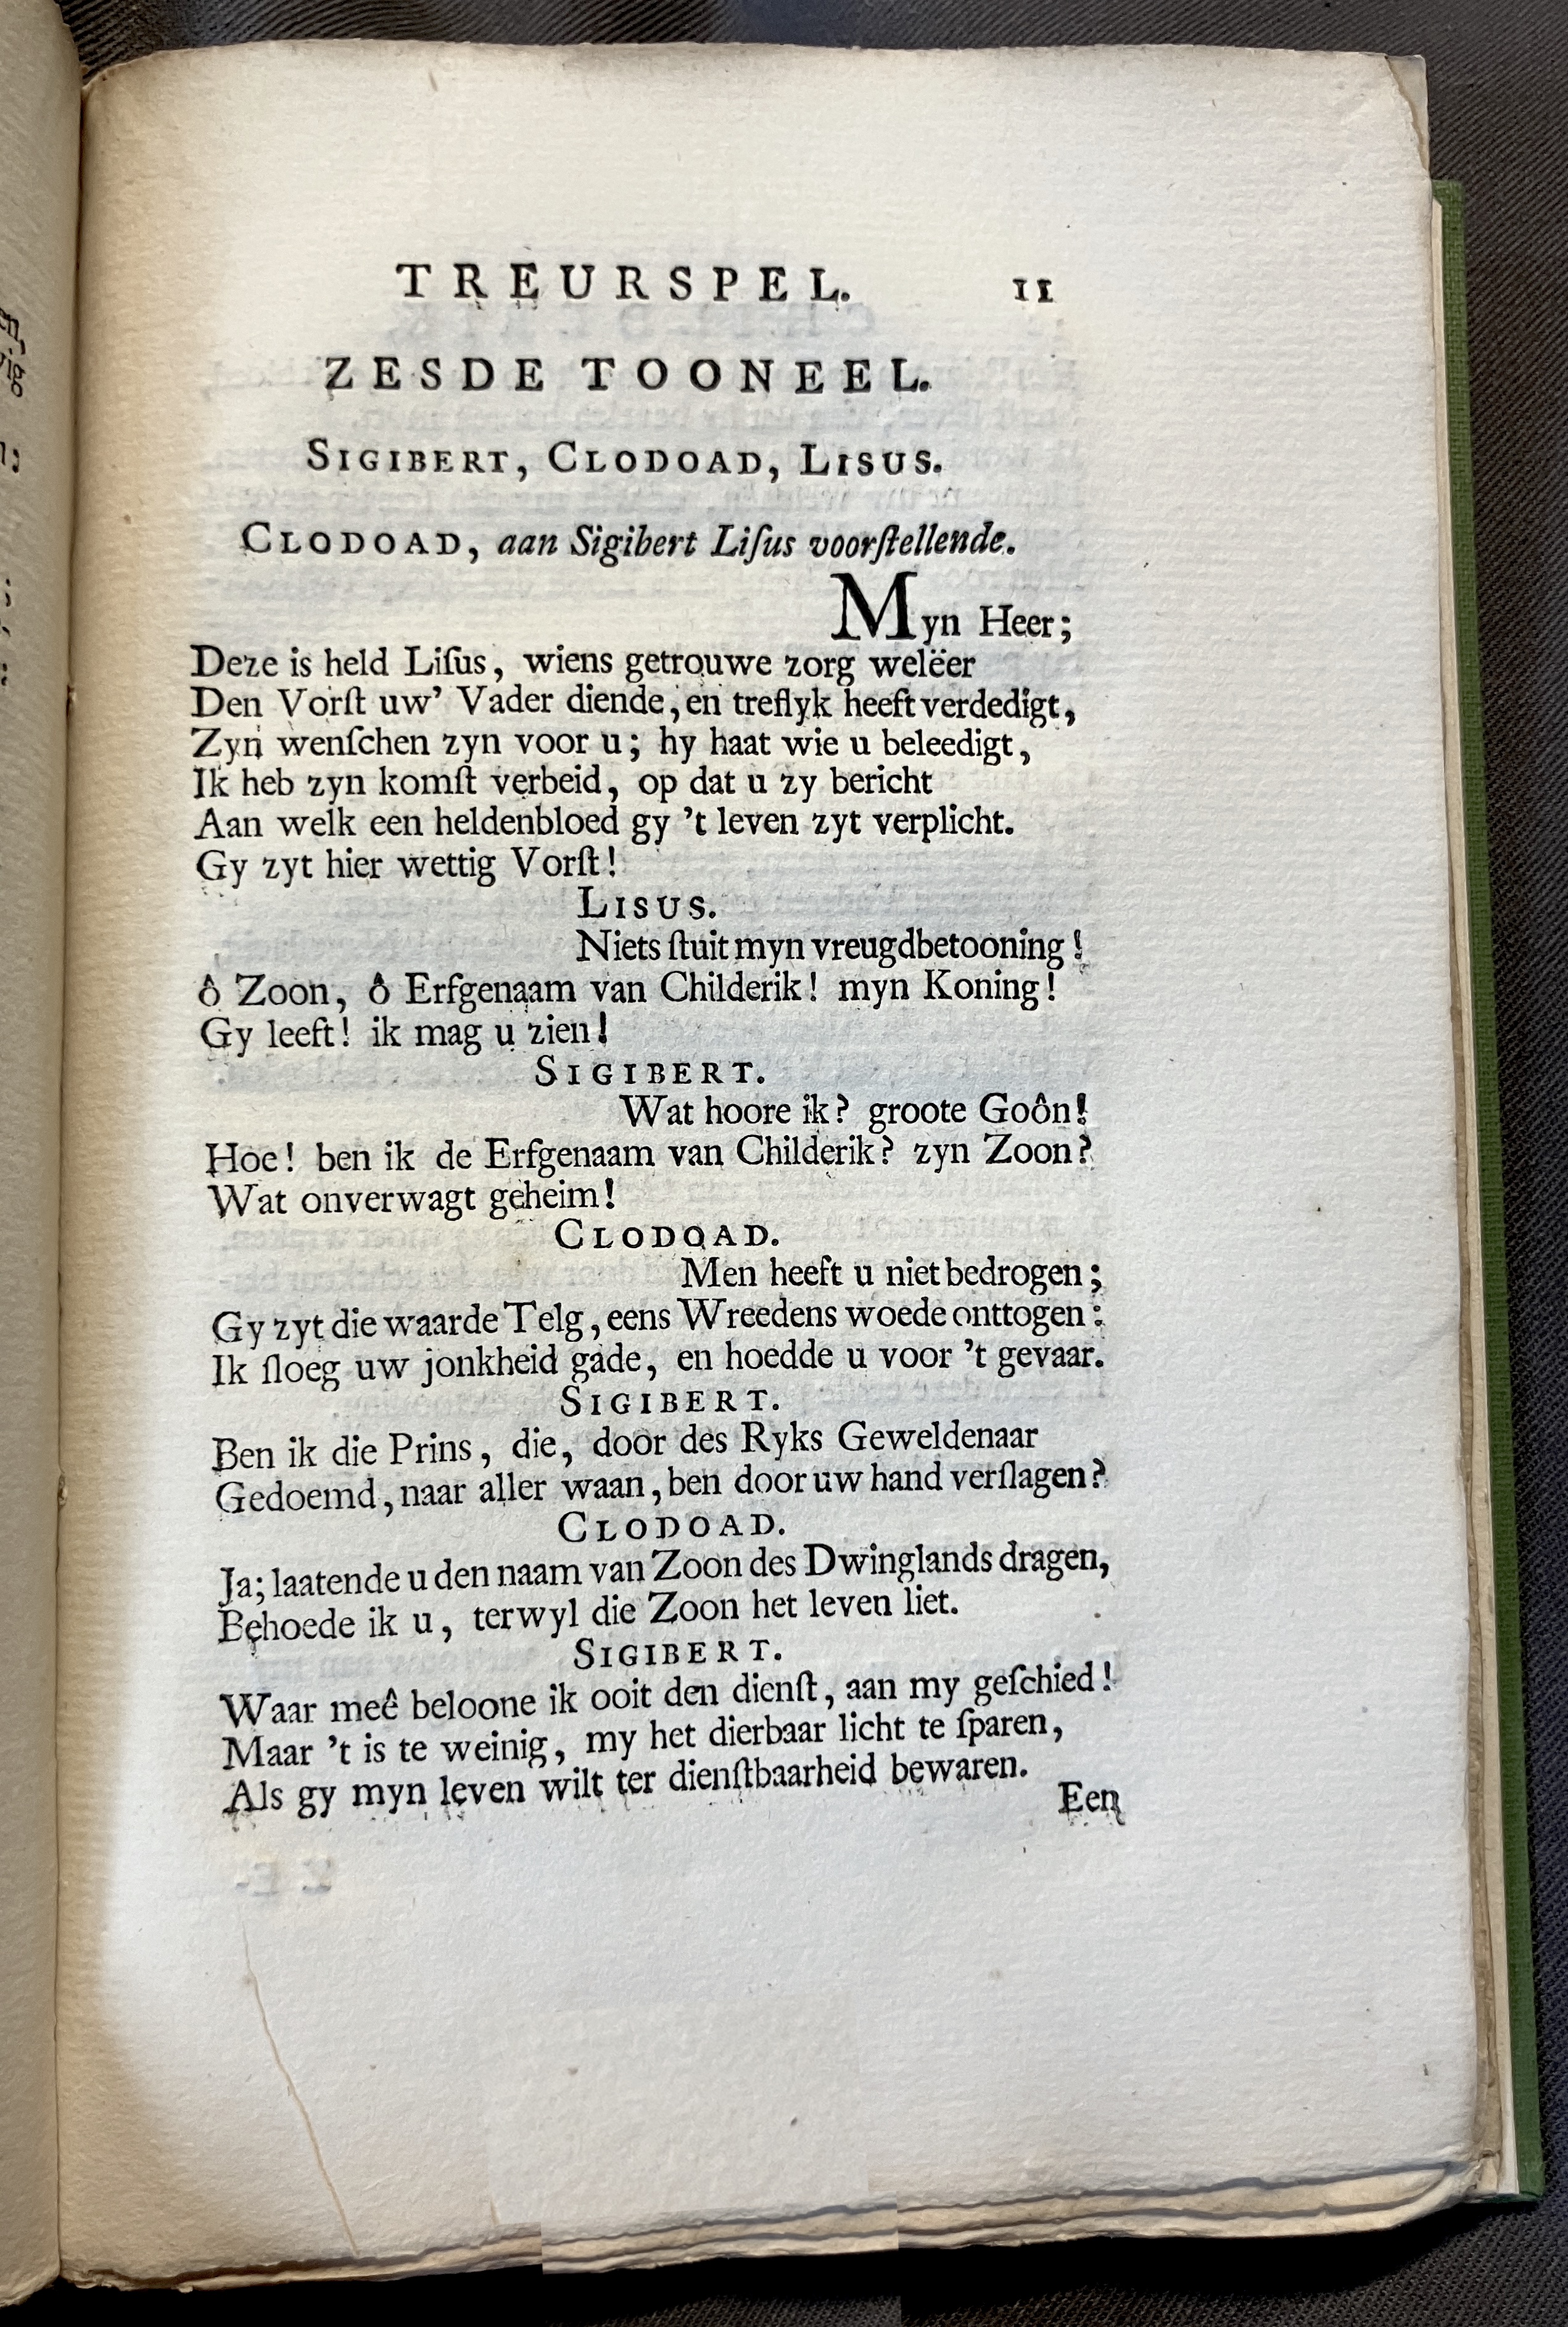 TREURSPEL. 11
ZESDE TOONEEL.
SIGIBERT, CLODOAD, LISUS.
CLODOAD, aan Sigibert Liſus voorſtellende.
Myn Heer;
Deze is held Liſus, wiens getrouwe zorg welëer
Den Vorſt uw' Vader diende, en treflyk heeft verdedigt,
Zyn wenſchen zyn voor u; hy haat wie u beleedigt,
Ik heb zyn komſt verbeid, op dat u zy bericht
Aan welk een heldenbloed gy 't leven zyt verplicht.
Gy zyt hier wettig Vorſt!
LISUS.
Niets ſtuit myn vreugdbetooning!
ô Zoon, ô Erfgenaam van Childerik! myn Koning!
Gy leeft! ik mag u zien!
SIGIBERT.
Wat hoore ik? groote Goôn!
Hoe! ben ik de Erfgenaam van Childerik? zyn Zoon?
Wat onverwagt geheim!
CLODOAD.
Men heeft u niet bedrogen;
Gy zyt die waarde Telg, eens Wreedens woede onttogen:
Ik ſloeg uw jonkheid gade, en hoedde u voor 't gevaar.
SIGIBERT.
Ben ik die Prins, die, door des Ryks Geweldenaar
Gedoemd, naar aller waan, ben door uw hand verſlagen?
CLODOAD.
Ja; laatende u den naam van Zoon des Dwinglands dragen,
Behoede ik u, terwyl die Zoon het leven liet.
SIGIBERT.
Waar meê beloone ik ooit den dienſt, aan my geſchied!
Maar 't is te weinig, my het dierbaar licht te ſparen,
Als gy myn leven wilt ter dienſtbaarheid bewaren.
Een